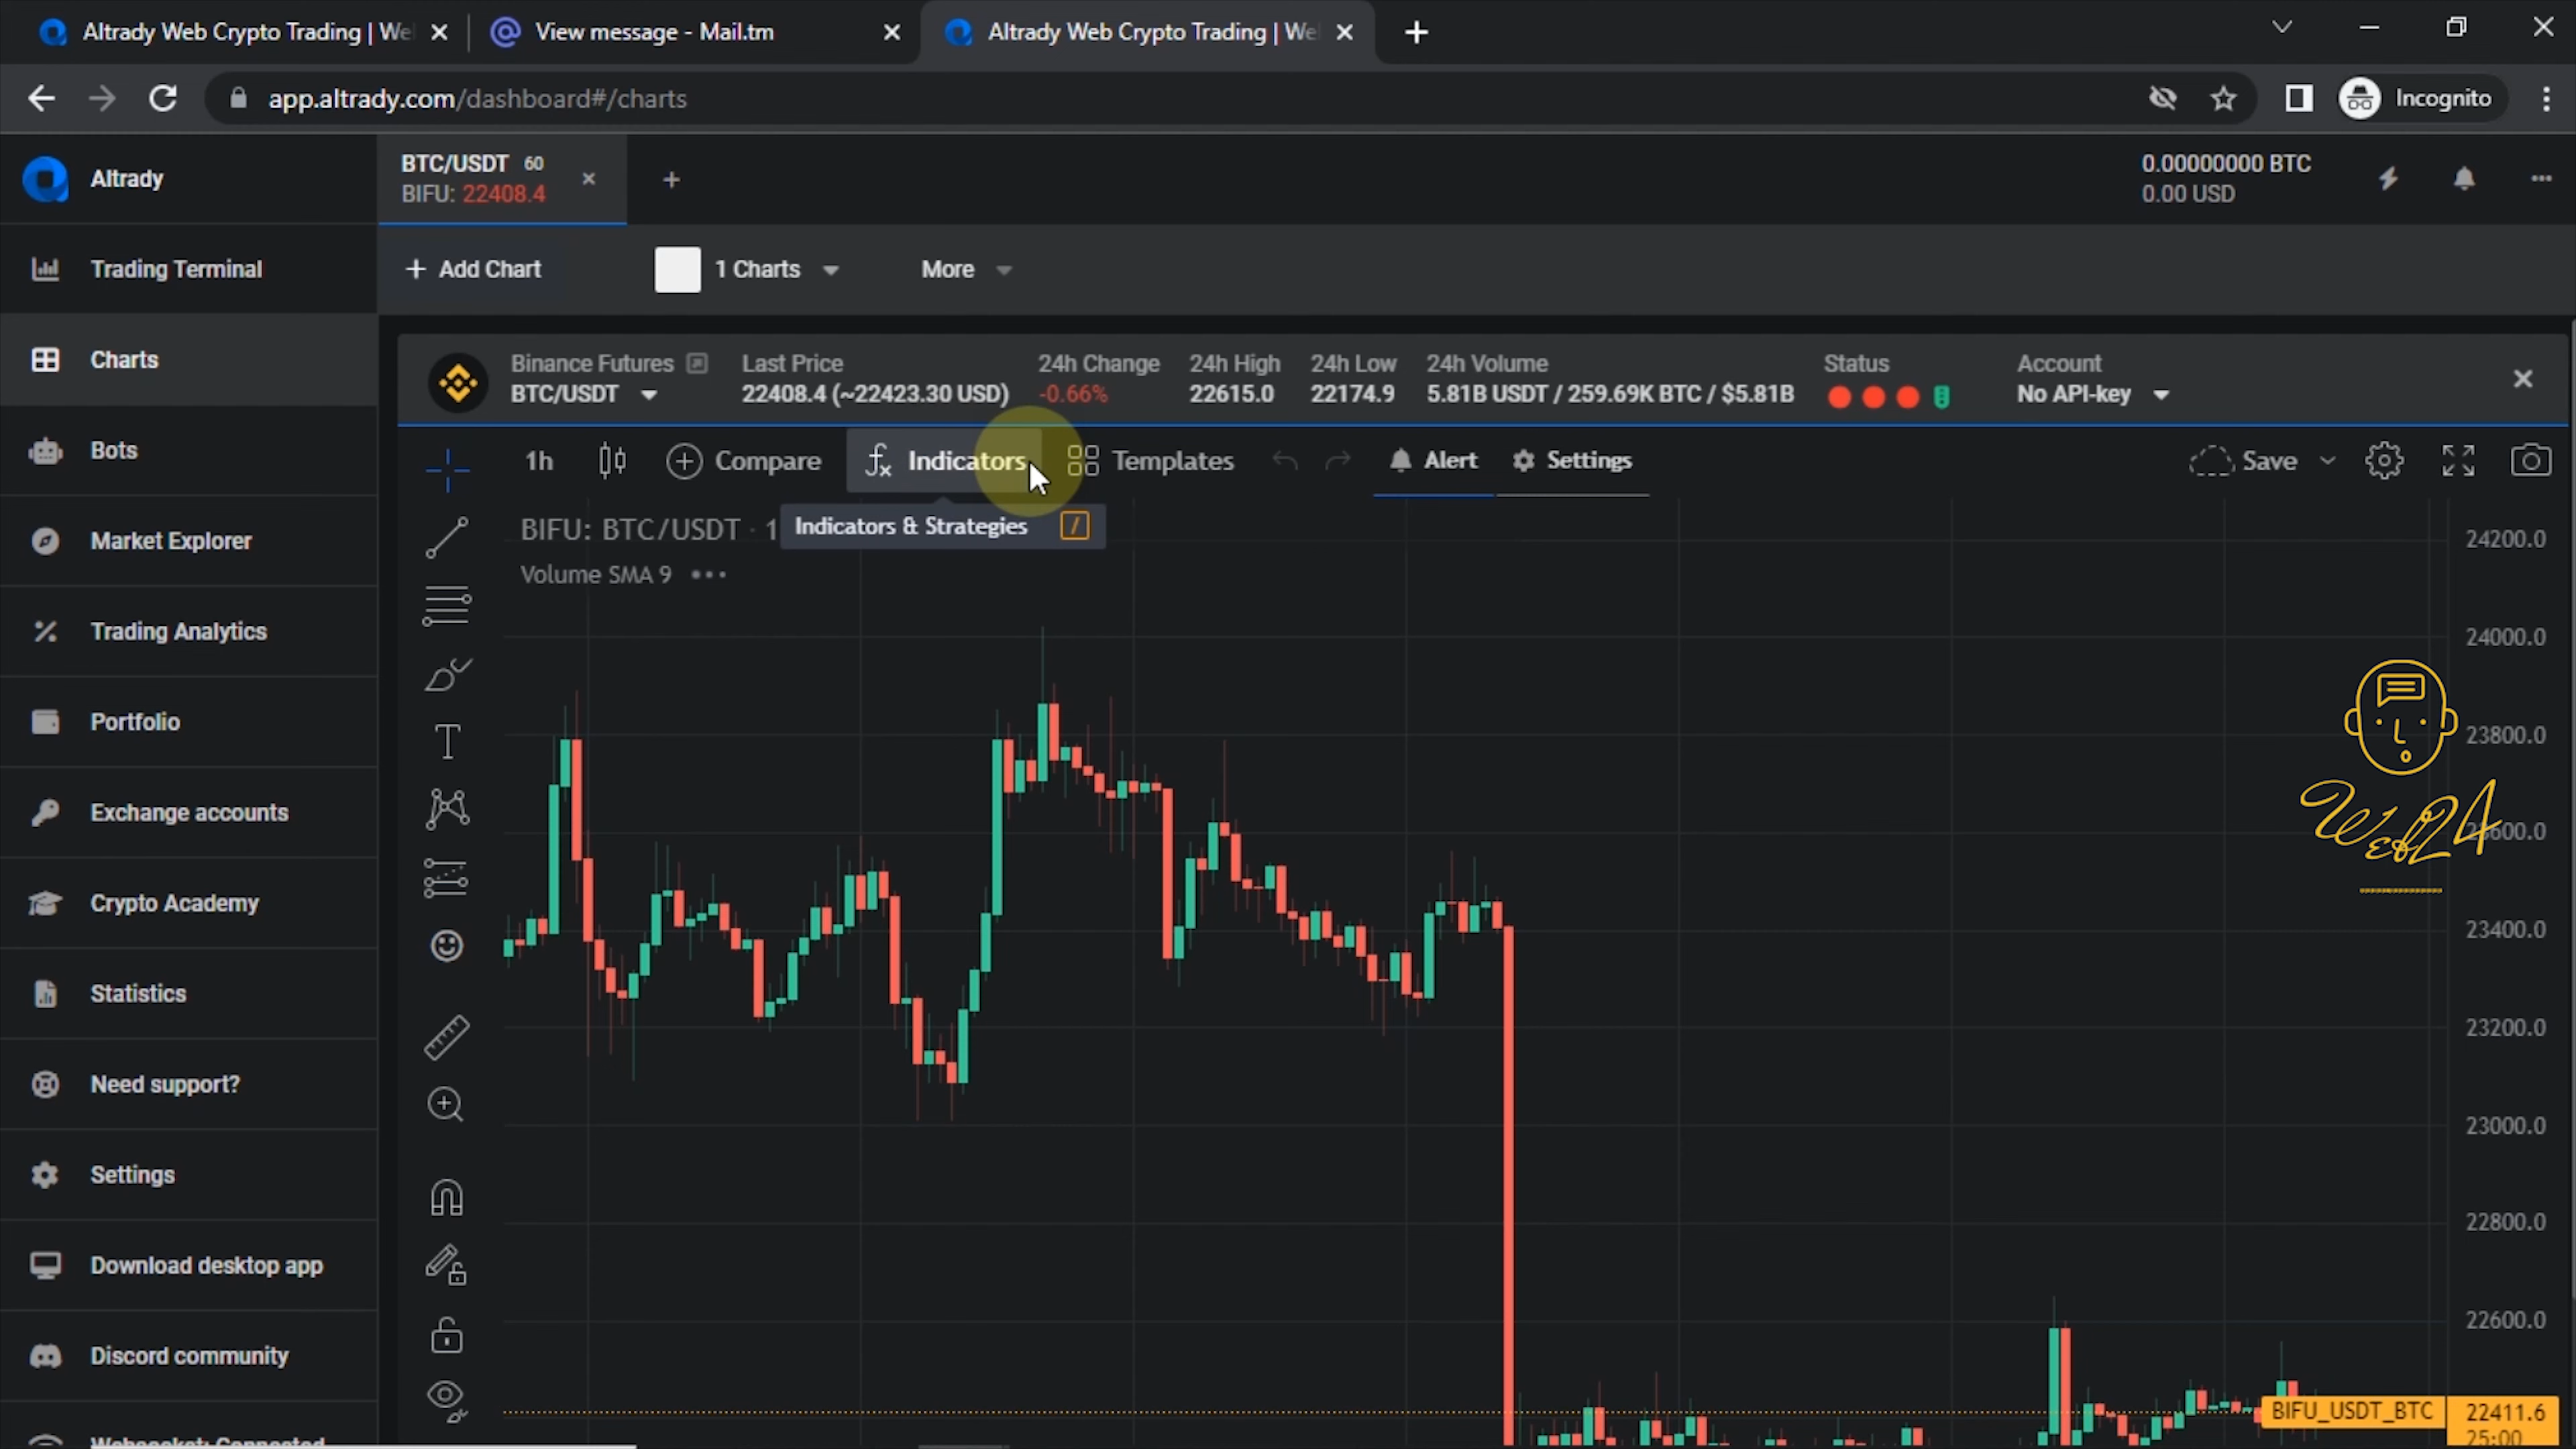 Altrady Web Crypto Trading | We
View message - Mail.tm
Altrady Web Crypto Trading | We
app.altrady.com/dashboard#/charts
Incognito
Altrady
BTC/USDT 60
BIFU: 22408.4
0.00000000 BTC
0.00 USD
Trading Terminal
Add Chart
1 Charts
More
Charts
Binance Futures
BTC/USDT
Last Price
22408.4 (~22423.30 USD)
24h Change
-0.66%
24h High
22615.0
24h Low
22174.9
24h Volume
5.81B USDT / 259.69K BTC / $5.81B
Status
Account
No API-key
Bots
1h
Compare
Indicators
Templates
Alert
Settings
Save
Indicators & Strategies /
BIFU: BTC/USDT · 1
Volume SMA 9
Market Explorer
Trading Analytics
Portfolio
Exchange accounts
Crypto Academy
Statistics
Need support?
Settings
Download desktop app
Discord community
Websocket: Connected
24200.0
24000.0
23800.0
23600.0
23400.0
23200.0
23000.0
22800.0
22600.0
Web24
BIFU_USDT_BTC
22411.6
25:00